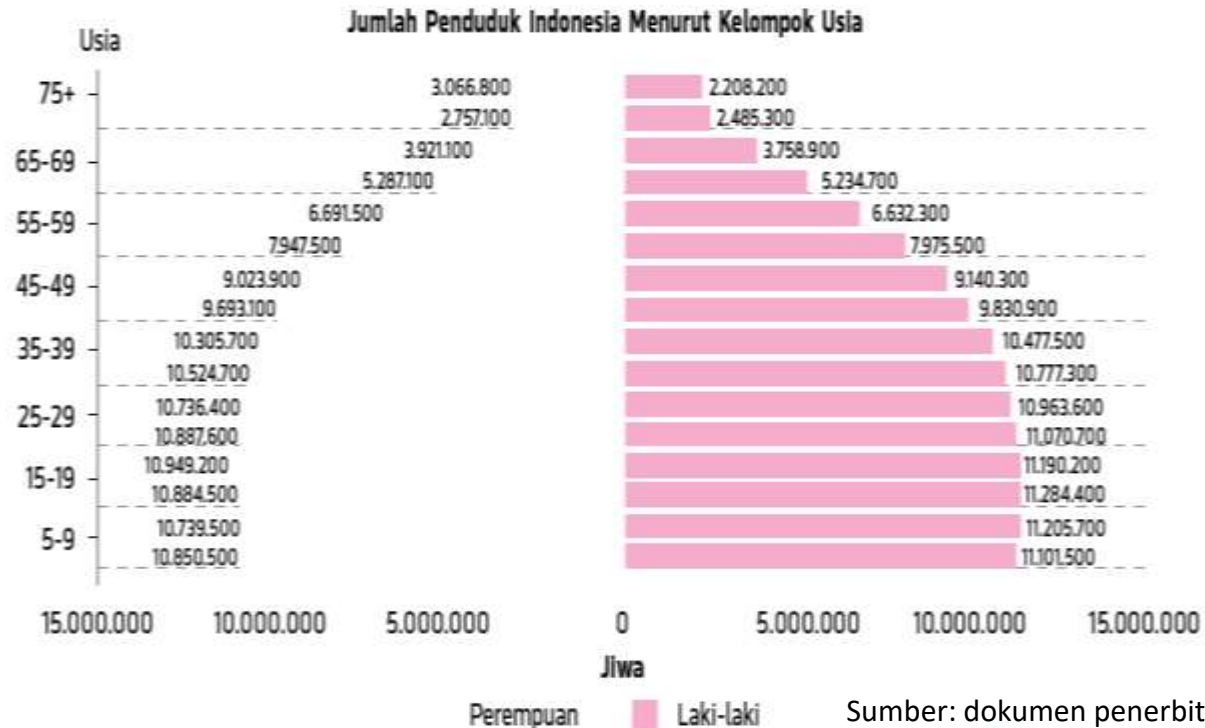 Jumlah Penduduk Indonesia Menurut Kelompok Usia
Usia
75+ 3.066.800 2.208.200
2.757.100 2.485.300
65-69 3.921.100 3.758.900
5.287.100 5.234.700
55-59 6.691.500 6.632.300
7.947.500 7.975.500
45-49 9.023.900 9.140.300
9.693.100 9.830.900
35-39 10.305.700 10.477.500
10.524.700 10.777.300
25-29 10.736.400 10.963.600
10.887.600 11.070.700
15-19 10.949.200 11.190.200
10.884.500 11.284.400
5-9 10.739.500 11.205.700
10.850.500 11.101.500
15.000.000 10.000.000 5.000.000 0 5.000.000 10.000.000 15.000.000
Jiwa
Perempuan Laki-laki Sumber: dokumen penerbit